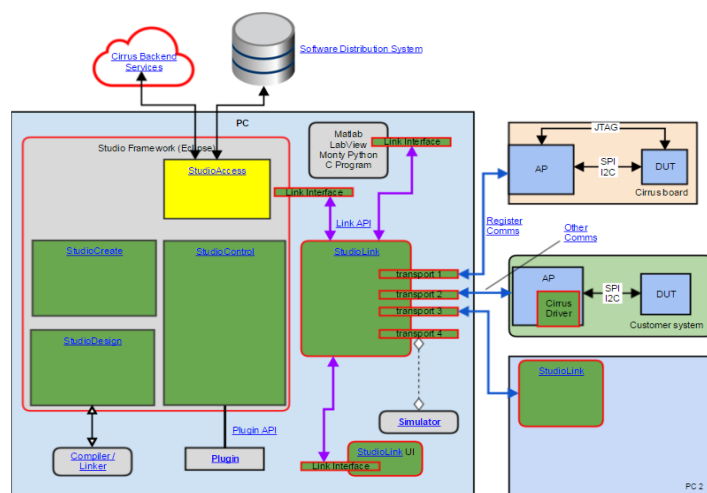 Cirrus Backend
Services
Software Distribution System
PC
Studio Framework (Eclipse)
StudioAccess
Matlab
LabView
Monty Python
C Program
Link Interface
Link Interface
Link API
StudioCreate
StudioControl
StudioLink
transport 1
transport 2
transport 3
transport 4
StudioDesign
Compiler /
Linker
Plugin API
Plugin
Simulator
StudioLink UI
Link Interface
JTAG
AP
SPI
I2C
DUT
Cirrus board
Register
Comms
Other
Comms
AP
Cirrus
Driver
SPI
I2C
DUT
Customer system
StudioLink
PC 2